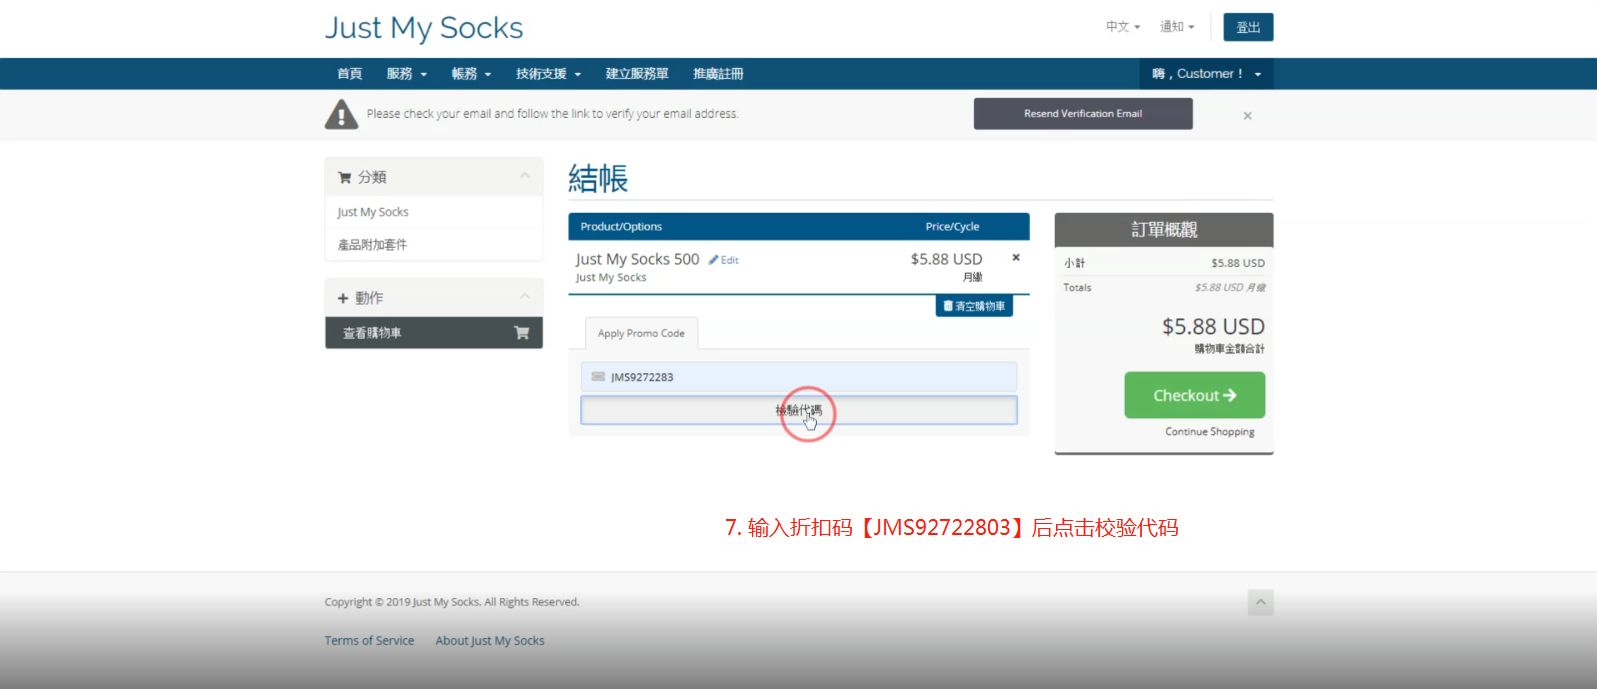 Just My Socks
中文 通知 登出
首頁 服務 帳務 技術支援 建立服務單 推廣註冊 嗨，Customer！
Please check your email and follow the link to verify your email address. Resend Verification Email ×
分類
Just My Socks
產品附加套件
動作
查看購物車
結帳
Product/Options Price/Cycle
Just My Socks 500 Edit $5.88 USD ×
Just My Socks 月繳
清空購物車
Apply Promo Code
JMS9272283
檢驗代碼
訂單概觀
小計 $5.88 USD
Totals $5.88 USD 月繳
$5.88 USD
購物車金額合計
Checkout
Continue Shopping
7. 输入折扣码【JMS92722803】后点击校验代码
Copyright © 2019 Just My Socks. All Rights Reserved.
Terms of Service About Just My Socks